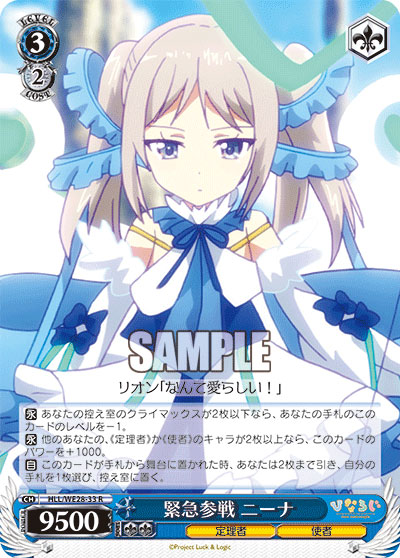 LEVEL
3
2
COST
SAMPLE
リオン「なんて愛らしい！」
永 あなたの控え室のクライマックスが2枚以下なら、あなたの手札のこの
カードのレベルを－1。
永 他のあなたの、《定理者》か《使者》のキャラが2枚以上なら、このカードの
パワーを＋1000。
自 このカードが手札から舞台に置かれた時、あなたは2枚まで引き、自分の
手札を1枚選び、控え室に置く。
CH HLL/WE28-33 R
POWER
9500
緊急参戦 ニーナ
ひなろじ
定理者 使者
©Project Luck & Logic